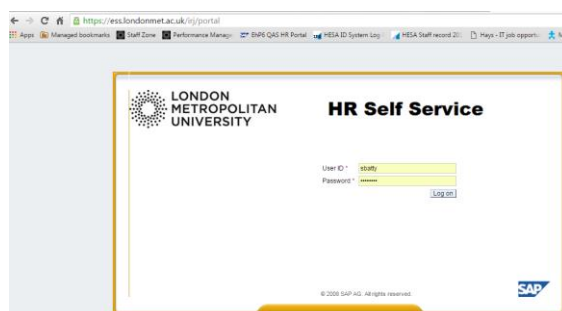 https://ess.londonmet.ac.uk/irj/portal
Apps Managed bookmarks Staff Zone Performance Manage EhP6 QAS HR Portal HESA ID System Log HESA Staff record 20 Hays - IT job opportu
LONDON
METROPOLITAN
UNIVERSITY
HR Self Service
User ID * sbatty
Password * ••••••••
Log on
© 2008 SAP AG. All rights reserved.
SAP